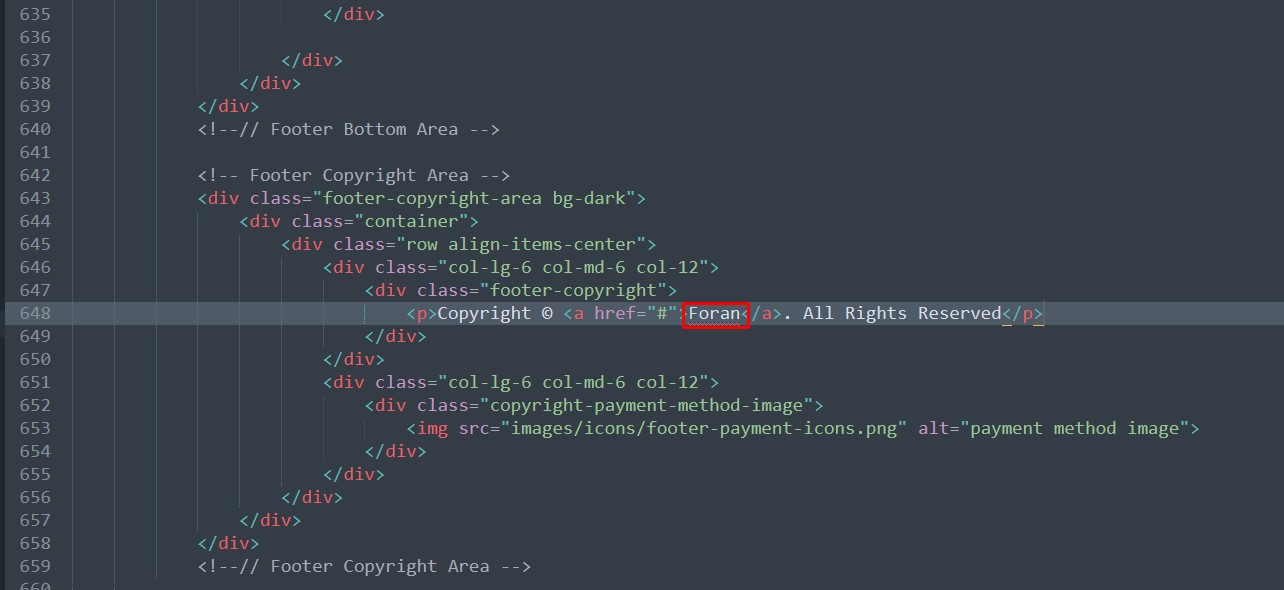 635 </div>
636
637 </div>
638 </div>
639 </div>
640 <!--// Footer Bottom Area -->
641
642 <!-- Footer Copyright Area -->
643 <div class="footer-copyright-area bg-dark">
644 <div class="container">
645 <div class="row align-items-center">
646 <div class="col-lg-6 col-md-6 col-12">
647 <div class="footer-copyright">
648 <p>Copyright © <a href="#">Foran</a>. All Rights Reserved</p>
649 </div>
650 </div>
651 <div class="col-lg-6 col-md-6 col-12">
652 <div class="copyright-payment-method-image">
653 <img src="images/icons/footer-payment-icons.png" alt="payment method image">
654 </div>
655 </div>
656 </div>
657 </div>
658 </div>
659 <!--// Footer Copyright Area -->
660